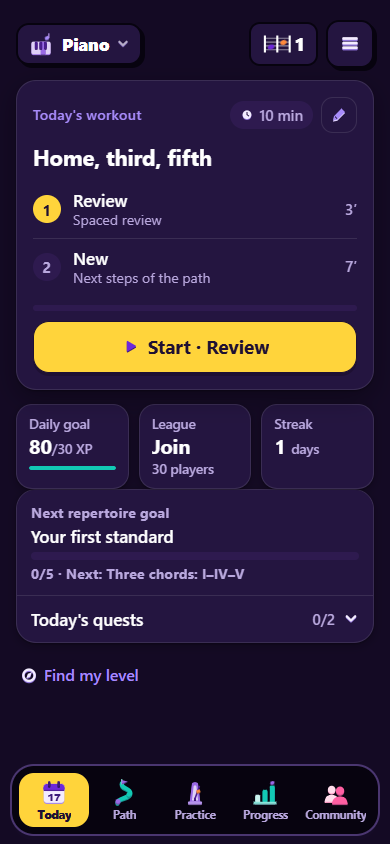 Piano
1
Today's workout
10 min
Home, third, fifth
1
Review
Spaced review
3′
2
New
Next steps of the path
7′
Start · Review
Daily goal
80/30 XP
League
Join
30 players
Streak
1 days
Next repertoire goal
Your first standard
0/5 · Next: Three chords: I–IV–V
Today's quests
0/2
Find my level
17
Today
Path
Practice
Progress
Community